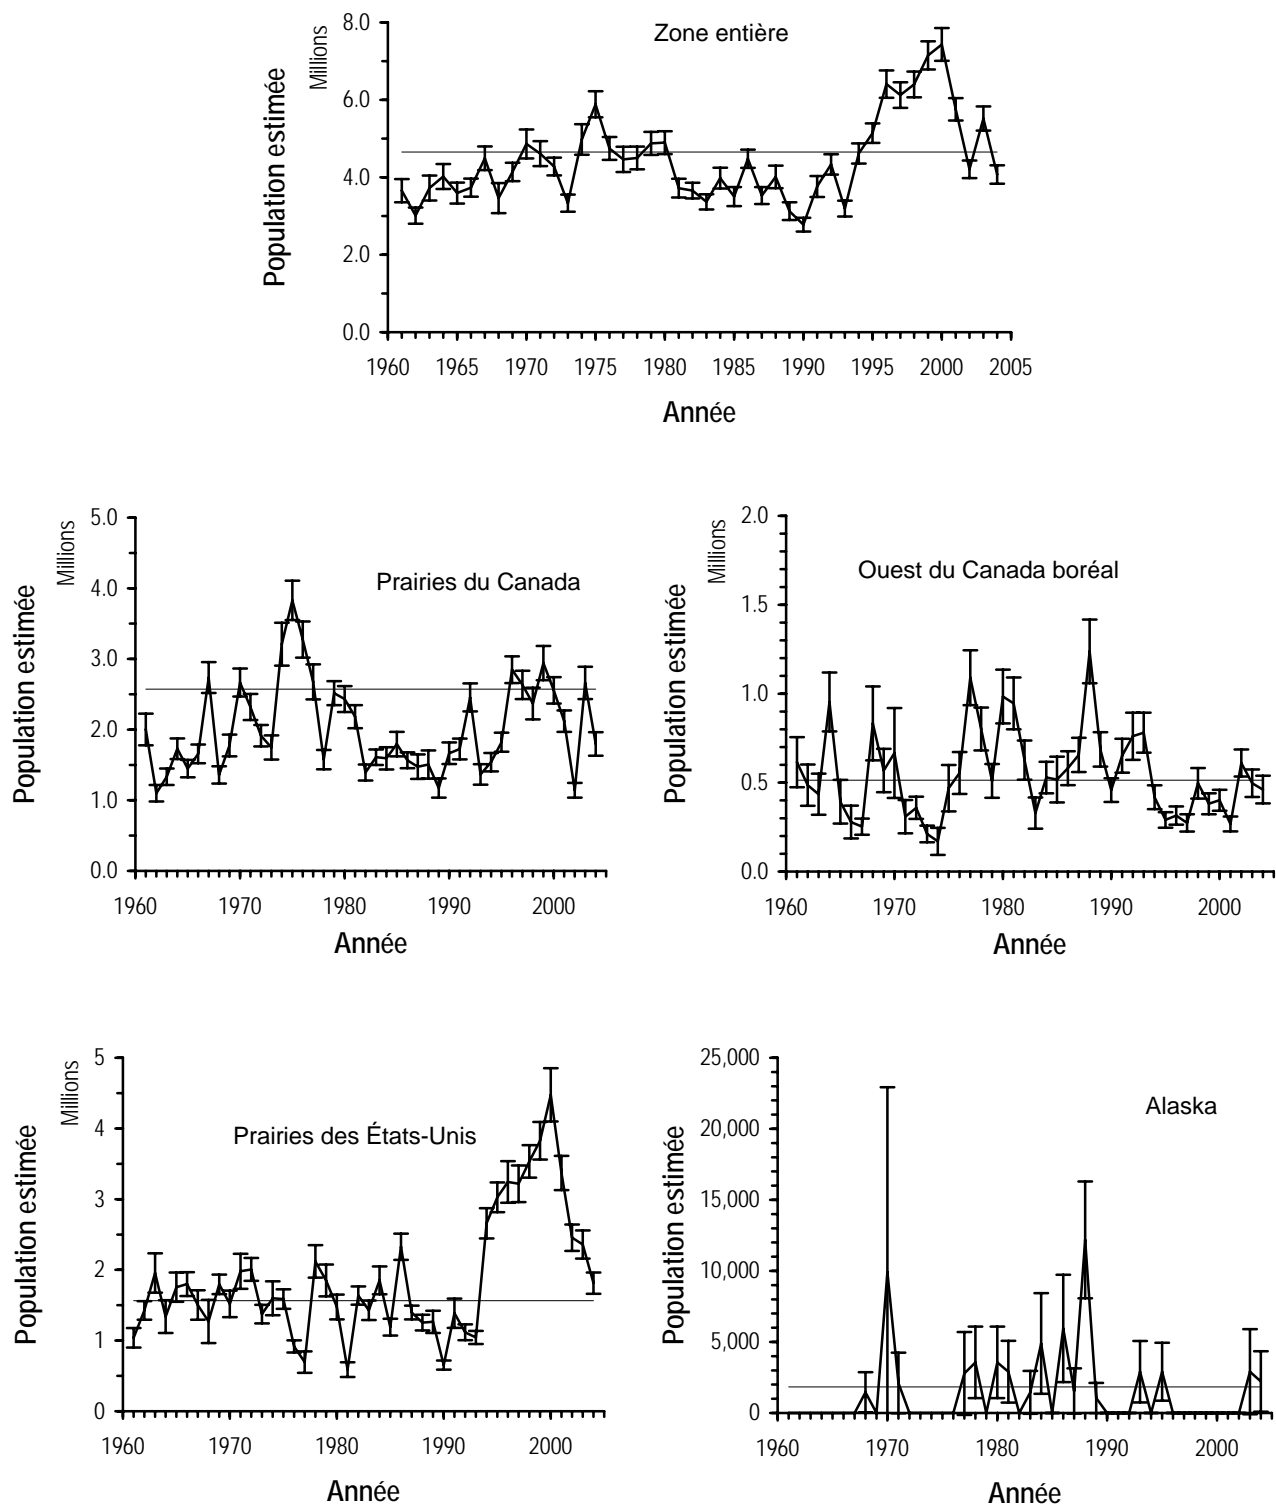 Zone entière
Millions
Population estimée
8.0
6.0
4.0
2.0
0.0
1960 1965 1970 1975 1980 1985 1990 1995 2000 2005
Année
Prairies du Canada
Millions
Population estimée
5.0
4.0
3.0
2.0
1.0
0.0
1960 1970 1980 1990 2000
Année
Ouest du Canada boréal
Millions
Population estimée
2.0
1.5
1.0
0.5
0.0
1960 1970 1980 1990 2000
Année
Prairies des États-Unis
Millions
Population estimée
5
4
3
2
1
0
1960 1970 1980 1990 2000
Année
Alaska
Population estimée
25,000
20,000
15,000
10,000
5,000
0
1960 1970 1980 1990 2000
Année